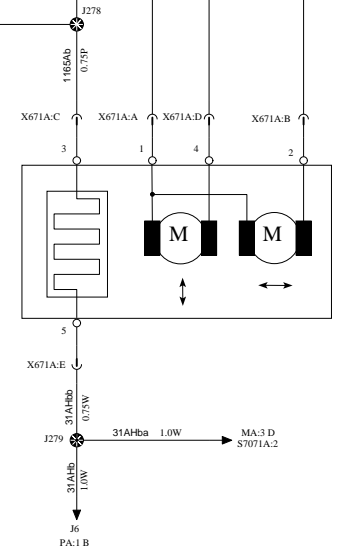 J278
1165Ab
0.75P
X671A:C X671A:A X671A:D X671A:B
3 1 4 2
M M
5
X671A:E
31AHbb
0.75W
J279
31AHba 1.0W
MA:3 D
S7071A:2
31AHb
1.0W
J6
PA:1 B